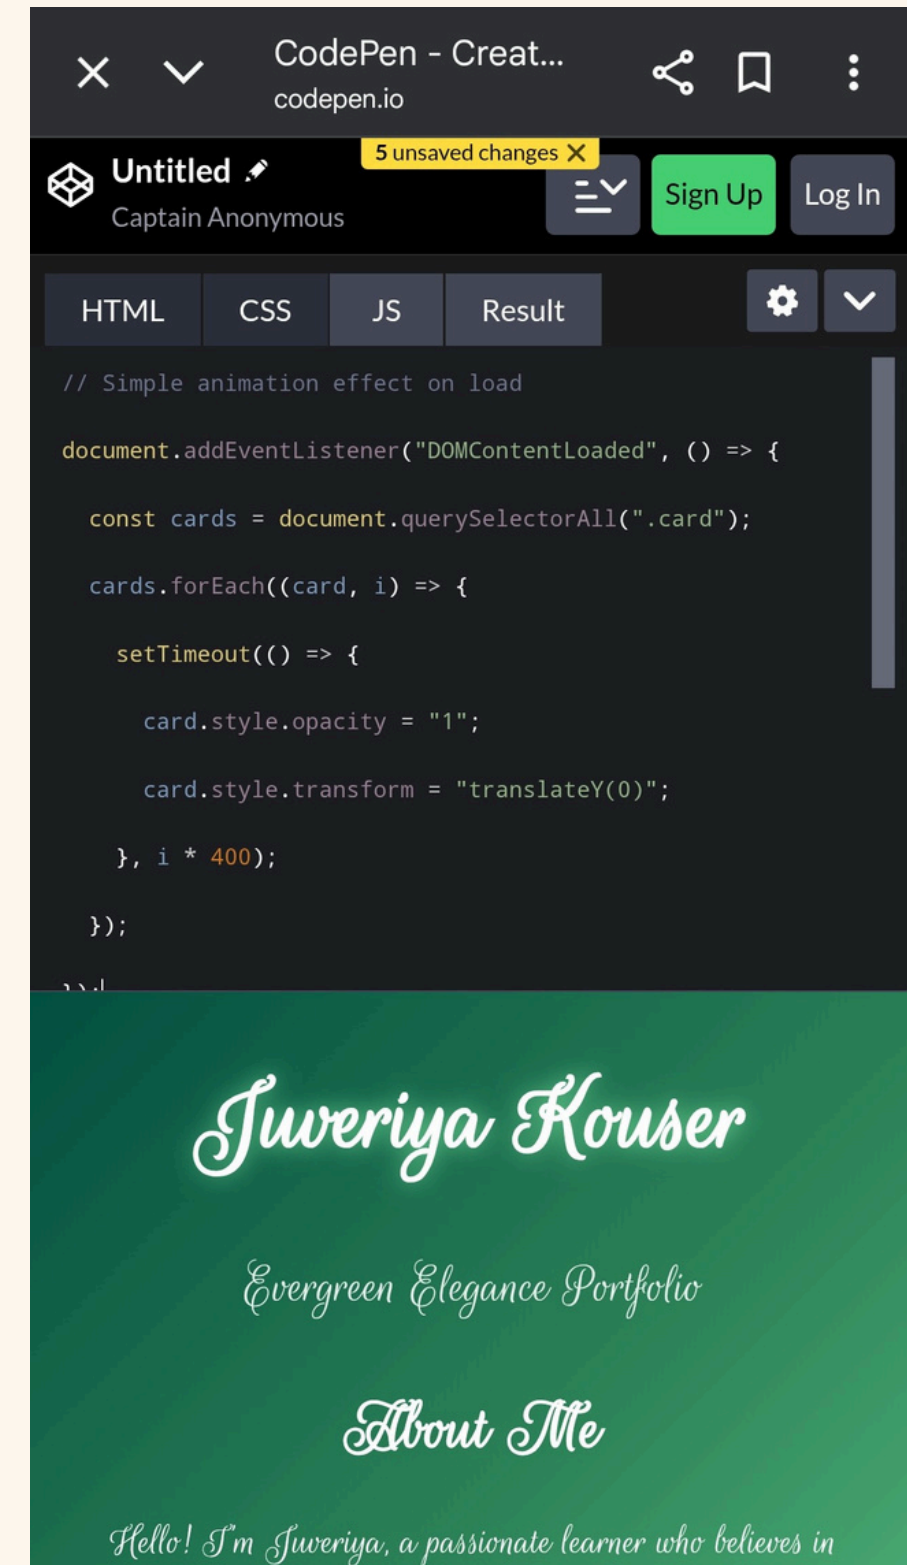 CodePen - Creat...
codepen.io
5 unsaved changes
Untitled
Captain Anonymous
Sign Up
Log In
HTML CSS JS Result
// Simple animation effect on load
document.addEventListener("DOMContentLoaded", () => {
const cards = document.querySelectorAll(".card");
cards.forEach((card, i) => {
setTimeout(() => {
card.style.opacity = "1";
card.style.transform = "translateY(0)";
}, i * 400);
});
});
Juveriya Kouser
Evergreen Elegance Portfolio
About Me
Hello! I'm Juveriya, a passionate learner who believes in